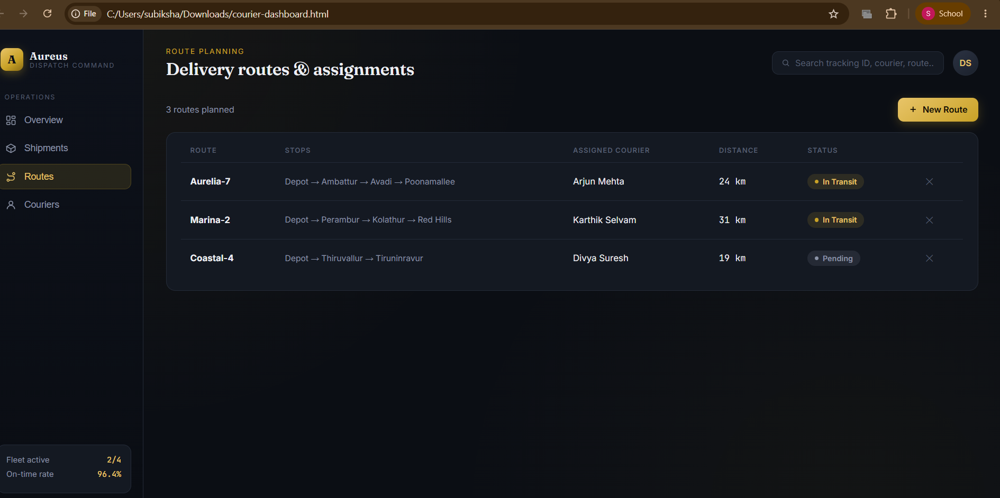 File C:/Users/subiksha/Downloads/courier-dashboard.html S School
A Aureus
DISPATCH COMMAND
OPERATIONS
Overview
Shipments
Routes
Couriers
Fleet active 2/4
On-time rate 96.4%
ROUTE PLANNING
Delivery routes & assignments
Search tracking ID, courier, route..
DS
3 routes planned
+ New Route
ROUTE STOPS ASSIGNED COURIER DISTANCE STATUS
Aurelia-7 Depot → Ambattur → Avadi → Poonamallee Arjun Mehta 24 km In Transit
Marina-2 Depot → Perambur → Kolathur → Red Hills Karthik Selvam 31 km In Transit
Coastal-4 Depot → Thiruvallur → Tiruninravur Divya Suresh 19 km Pending